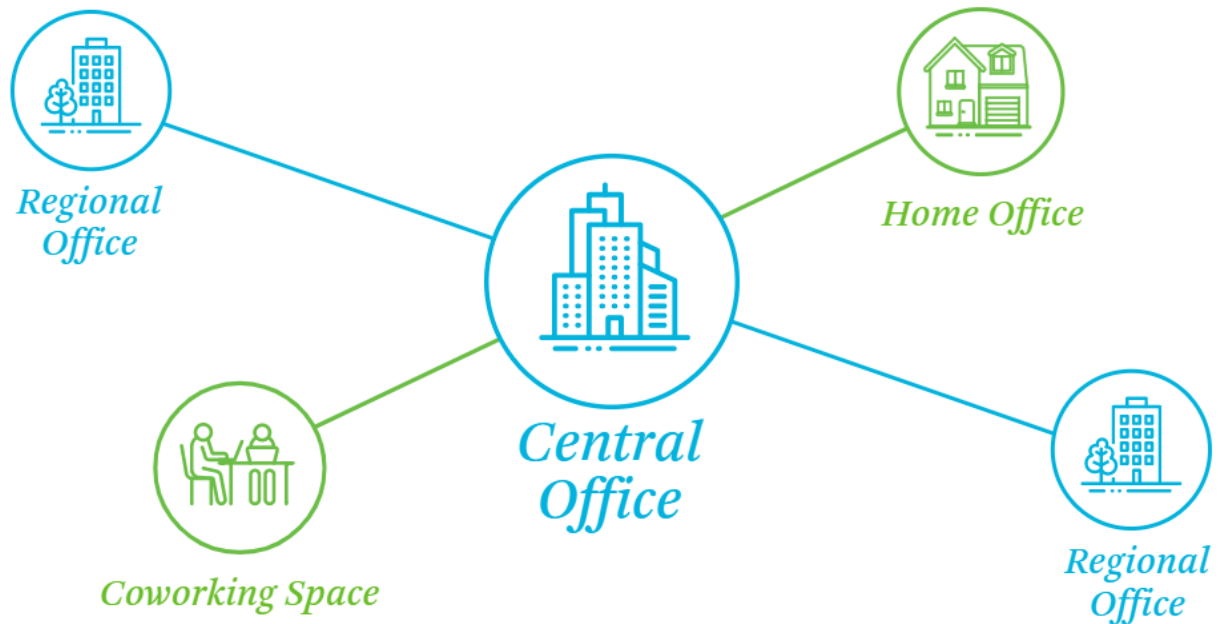 Regional
Office
Home Office
Central
Office
Coworking Space
Regional
Office